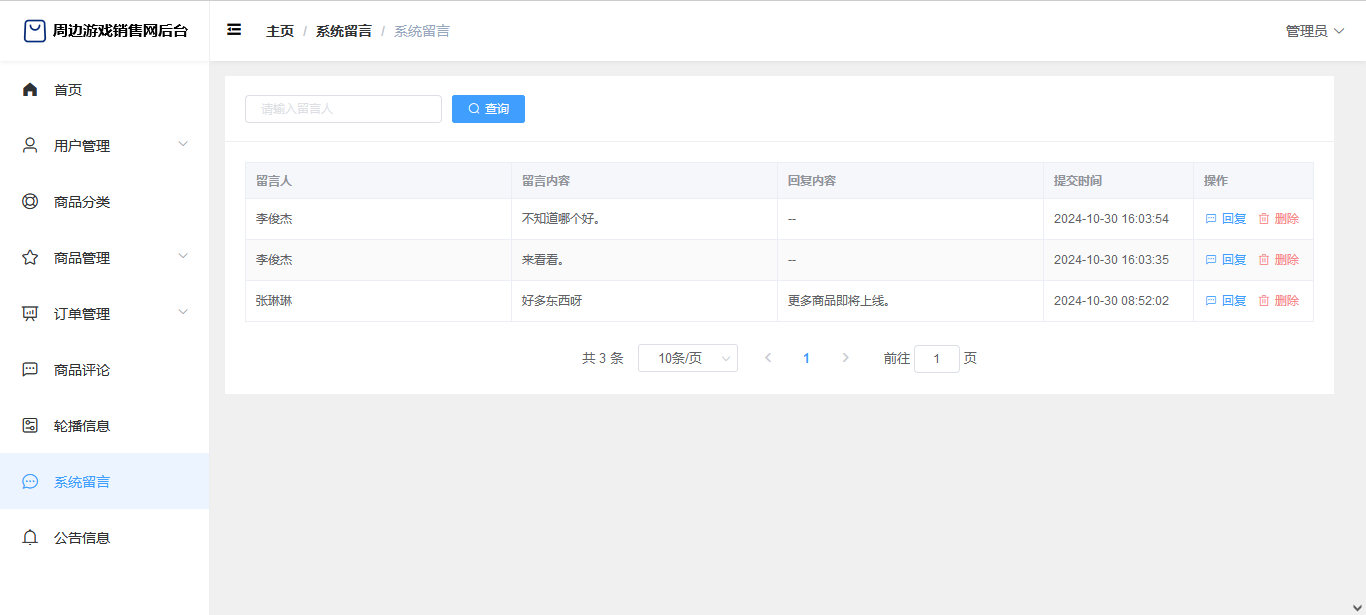 周边游戏销售网后台
主页 / 系统留言 / 系统留言
管理员
首页
用户管理
商品分类
商品管理
订单管理
商品评论
轮播信息
系统留言
公告信息
请输入留言人 查询
留言人 留言内容 回复内容 提交时间 操作
李俊杰 不知道哪个好。 -- 2024-10-30 16:03:54 回复 删除
李俊杰 来看看。 -- 2024-10-30 16:03:35 回复 删除
张琳琳 好多东西呀 更多商品即将上线。 2024-10-30 08:52:02 回复 删除
共 3 条 10条/页 1 前往 1 页